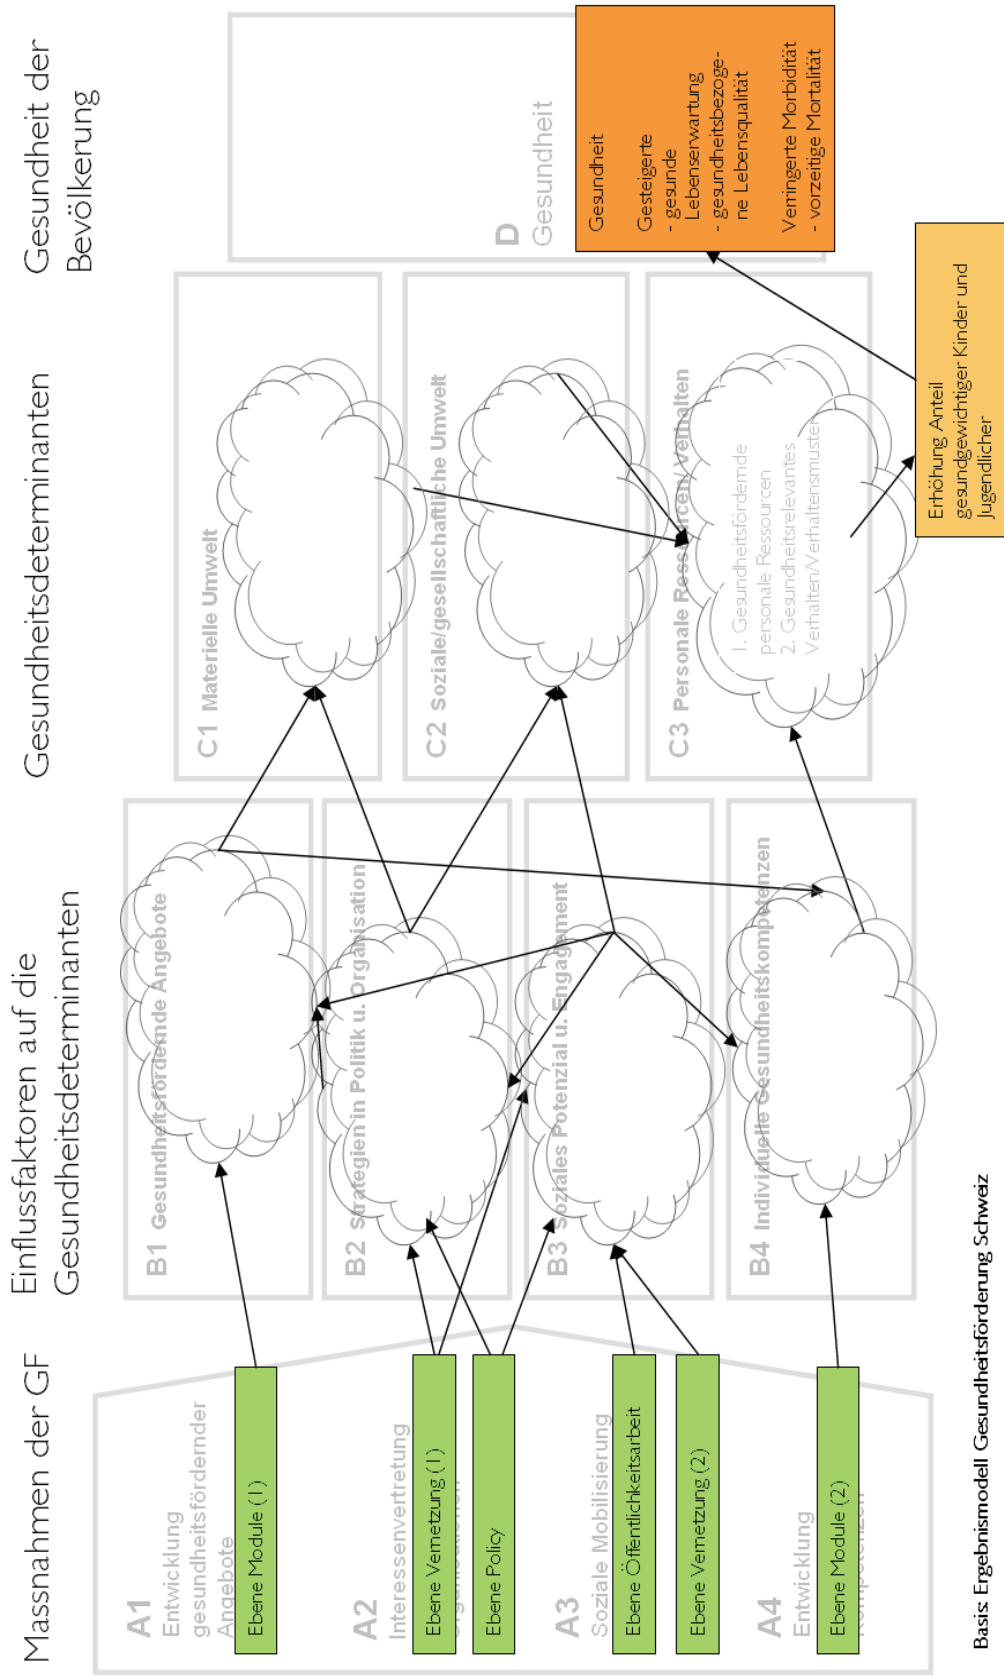 Massnahmen der GF
Einflussfaktoren auf die
Gesundheitsdeterminanten
Gesundheitsdeterminanten
Gesundheit der
Bevölkerung
A1
Entwicklung
gesundheitsfördernder
Angebote
Ebene Module (1)
A2
Interessenvertretung
Ebene Vernetzung (1)
Ebene Policy
A3
Soziale Mobilisierung
Ebene Öffentlichkeitsarbeit
Ebene Vernetzung (2)
A4
Entwicklung
Ebene Module (2)
B1 Gesundheitsfördernde Angebote
B2 Strategien in Politik u. Organisation
B3 Soziales Potenzial u. Engagement
B4 Individuelle Gesundheitskompetenzen
C1 Materielle Umwelt
C2 Soziale/gesellschaftliche Umwelt
C3 Personale Ressourcen/Verhalten
1. Gesundheitsfördernde
personale Ressourcen
2. Gesundheitsrelevantes
Verhalten/Verhaltensmuster
D
Gesundheit
Gesundheit
Gesteigerte
- gesunde
Lebenserwartung
- gesundheitsbezoge-
ne Lebensqualität
Verringerte Morbidität
- vorzeitige Mortalität
Erhöhung Anteil
gesundgewichtiger Kinder und
Jugendlicher
Basis: Ergebnismodell Gesundheitsförderung Schweiz